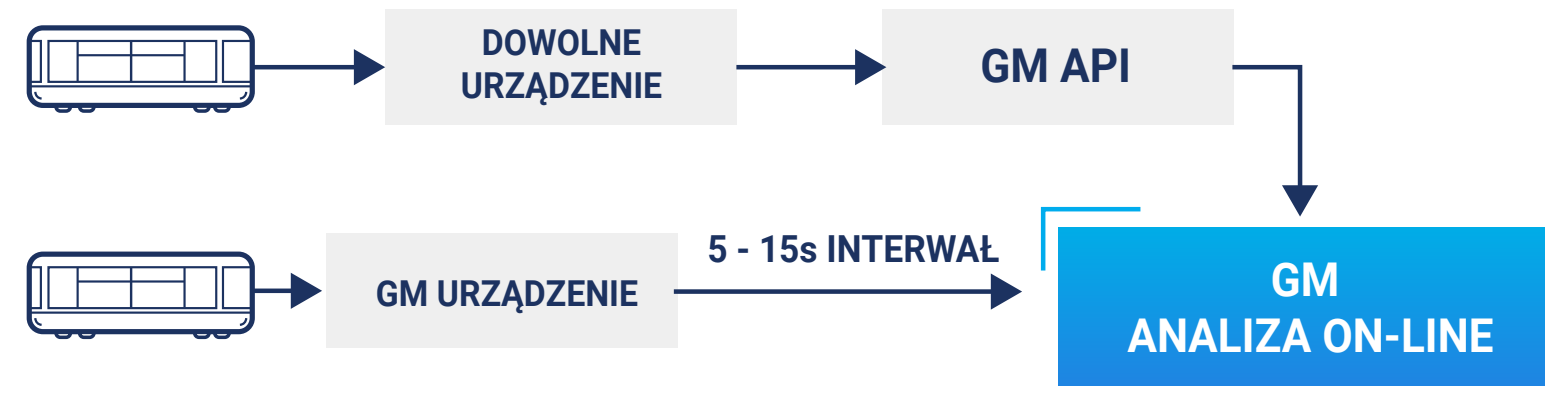 DOWOLNE
URZĄDZENIE
GM API
5 - 15s INTERWAŁ
GM URZĄDZENIE
GM
ANALIZA ON-LINE